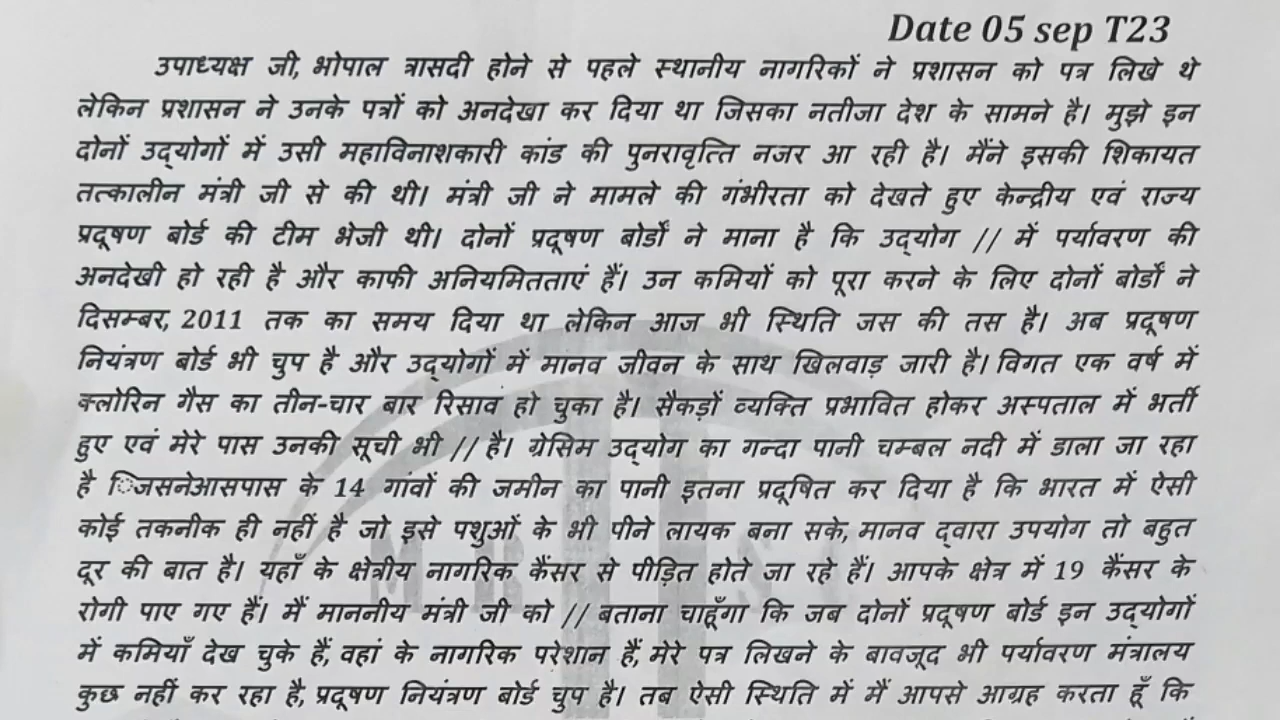 Date 05 sep T23
उपाध्यक्ष जी, भोपाल त्रासदी होने से पहले स्थानीय नागरिकों ने प्रशासन को पत्र लिखे थे
लेकिन प्रशासन ने उनके पत्रों को अनदेखा कर दिया था जिसका नतीजा देश के सामने है। मुझे इन
दोनों उद्योगों में उसी महाविनाशकारी कांड की पुनरावृत्ति नजर आ रही है। मैंने इसकी शिकायत
तत्कालीन मंत्री जी से की थी। मंत्री जी ने मामले की गंभीरता को देखते हुए केन्द्रीय एवं राज्य
प्रदूषण बोर्ड की टीम भेजी थी। दोनों प्रदूषण बोर्डों ने माना है कि उद्योग // में पर्यावरण की
अनदेखी हो रही है और काफी अनियमितताएं हैं। उन कमियों को पूरा करने के लिए दोनों बोर्डों ने
दिसम्बर, 2011 तक का समय दिया था लेकिन आज भी स्थिति जस की तस है। अब प्रदूषण
नियंत्रण बोर्ड भी चुप है और उद्योगों में मानव जीवन के साथ खिलवाड़ जारी है। विगत एक वर्ष में
क्लोरिन गैस का तीन-चार बार रिसाव हो चुका है। सैकड़ों व्यक्ति प्रभावित होकर अस्पताल में भर्ती
हुए एवं मेरे पास उनकी सूची भी // है। ग्रेसिम उद्योग का गन्दा पानी चम्बल नदी में डाला जा रहा
है िजसनेआसपास के 14 गांवों की जमीन का पानी इतना प्रदूषित कर दिया है कि भारत में ऐसी
कोई तकनीक ही नहीं है जो इसे पशुओं के भी पीने लायक बना सके, मानव द्वारा उपयोग तो बहुत
दूर की बात है। यहाँ के क्षेत्रीय नागरिक कैंसर से पीड़ित होते जा रहे हैं। आपके क्षेत्र में 19 कैंसर के
रोगी पाए गए हैं। मैं माननीय मंत्री जी को // बताना चाहूँगा कि जब दोनों प्रदूषण बोर्ड इन उद्योगों
में कमियाँ देख चुके हैं, वहां के नागरिक परेशान हैं, मेरे पत्र लिखने के बावजूद भी पर्यावरण मंत्रालय
कुछ नहीं कर रहा है, प्रदूषण नियंत्रण बोर्ड चुप है। तब ऐसी स्थिति में मैं आपसे आग्रह करता हूँ कि